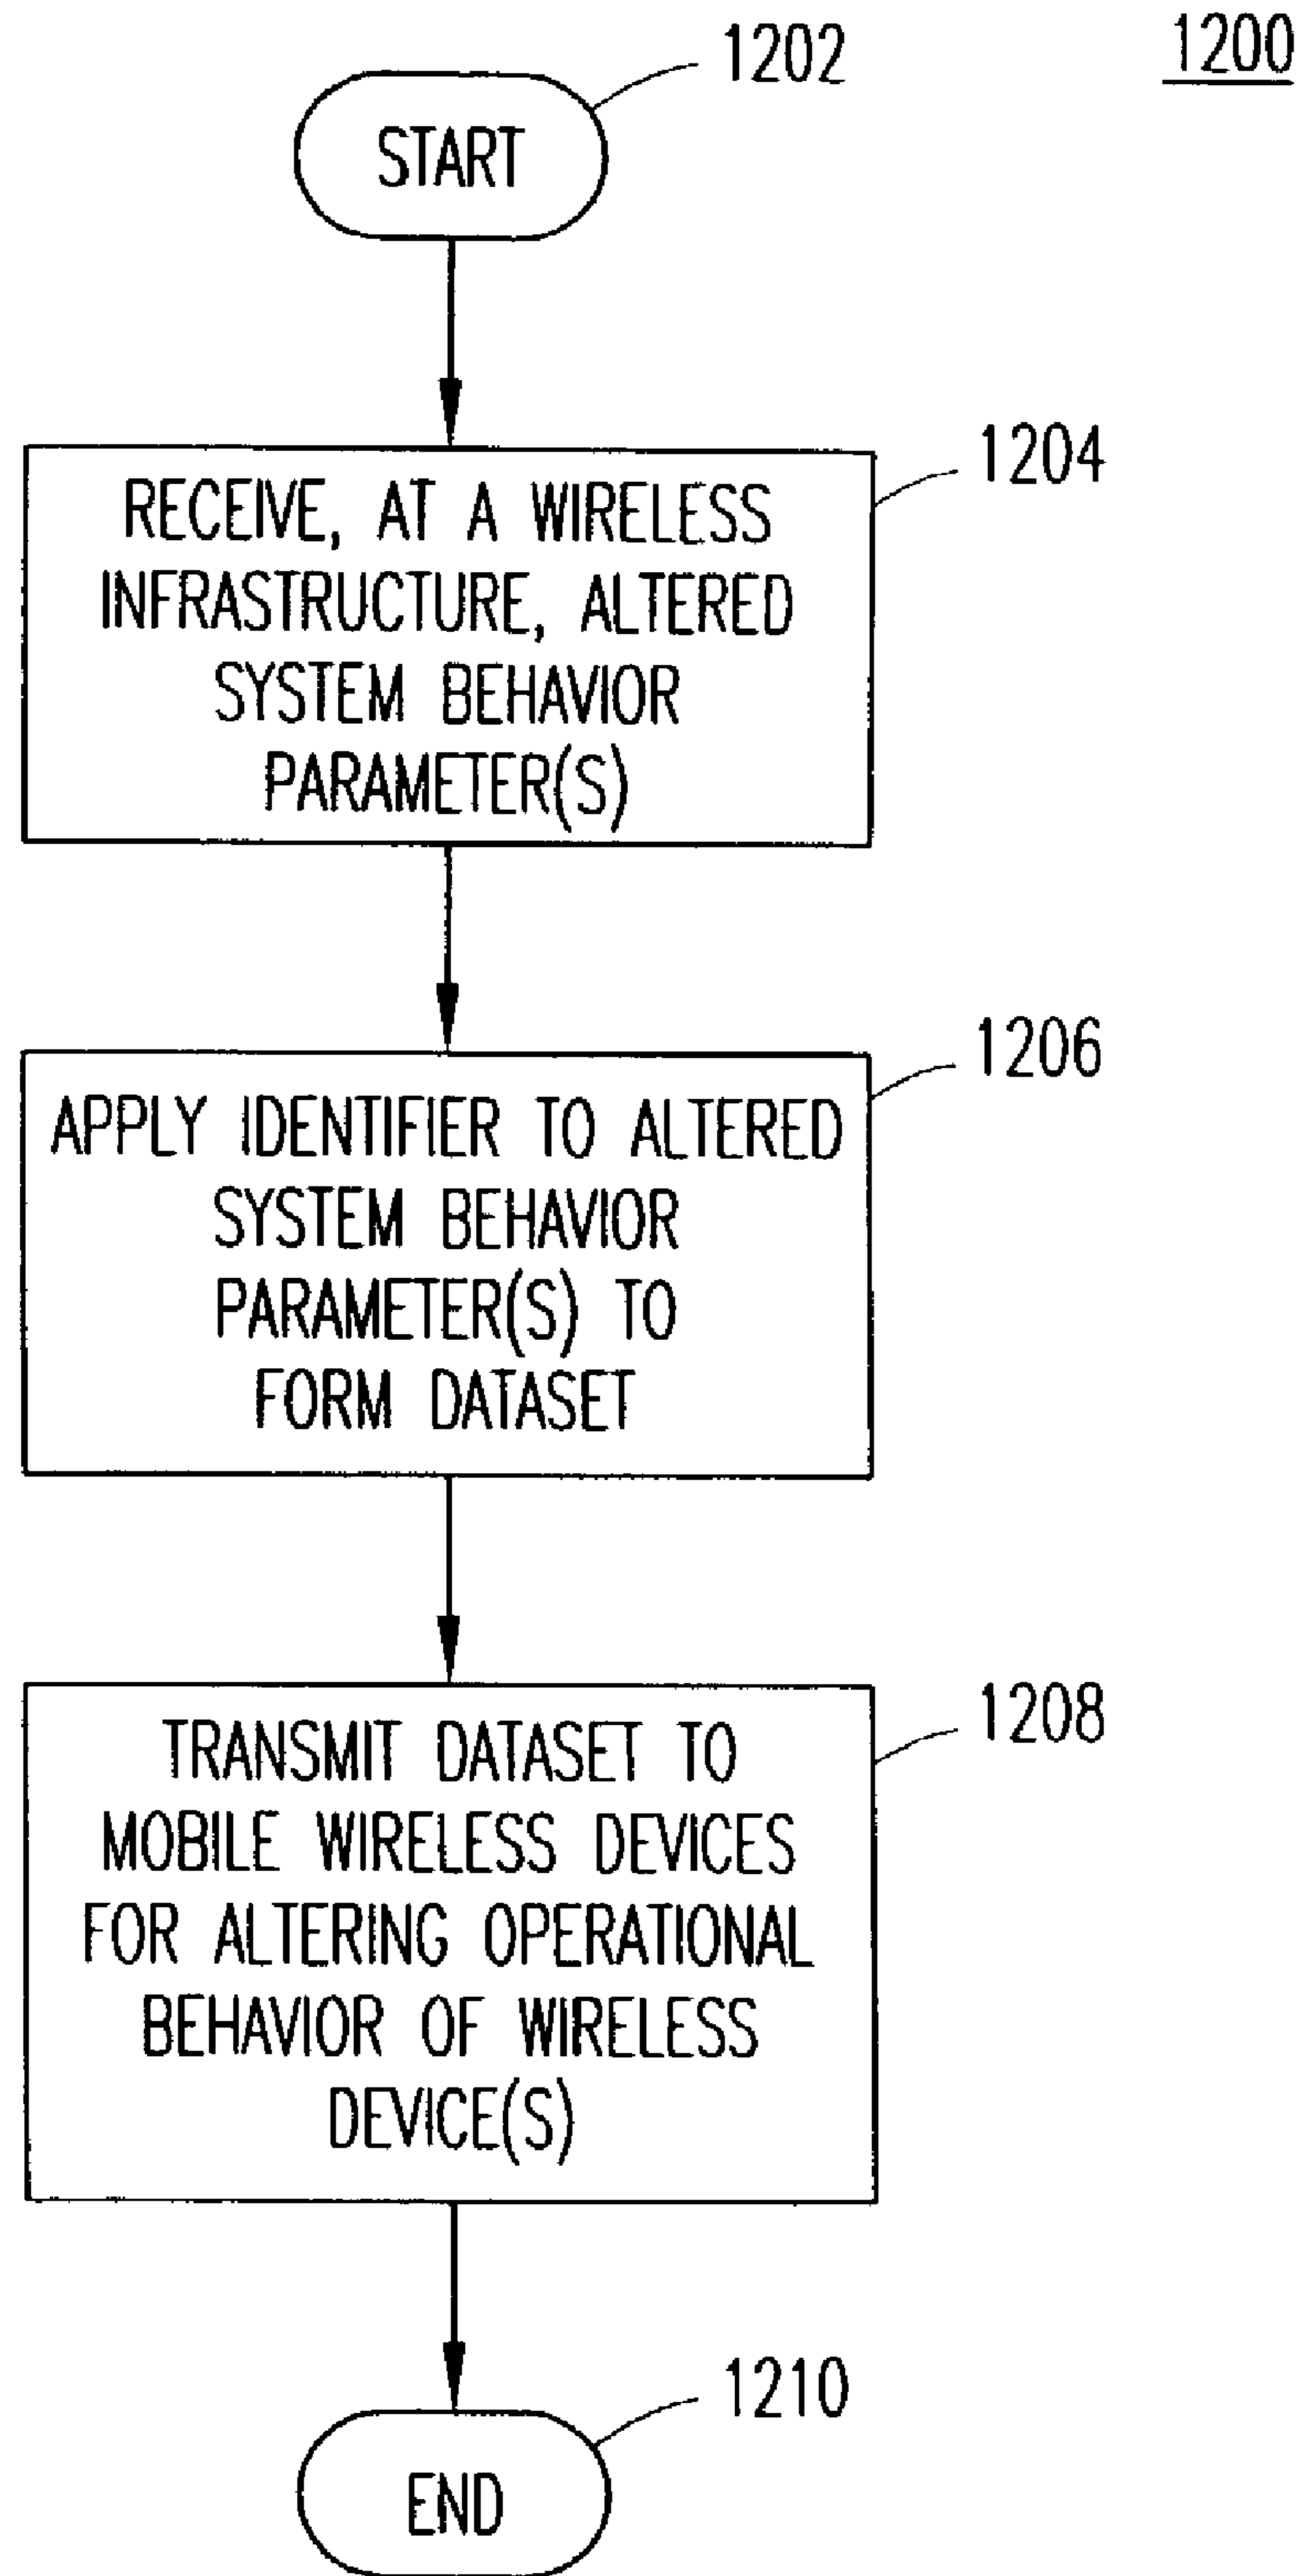 1200
1202
START
1204
RECEIVE, AT A WIRELESS
INFRASTRUCTURE, ALTERED
SYSTEM BEHAVIOR
PARAMETER(S)
1206
APPLY IDENTIFIER TO ALTERED
SYSTEM BEHAVIOR
PARAMETER(S) TO
FORM DATASET
1208
TRANSMIT DATASET TO
MOBILE WIRELESS DEVICES
FOR ALTERING OPERATIONAL
BEHAVIOR OF WIRELESS
DEVICE(S)
1210
END